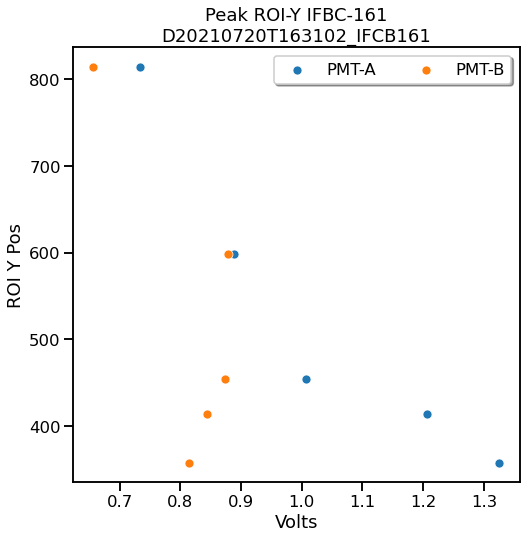 Peak ROI-Y IFBC-161
D20210720T163102_IFCB161
PMT-A PMT-B
800
700
600
500
400
ROI Y Pos
0.7 0.8 0.9 1.0 1.1 1.2 1.3
Volts